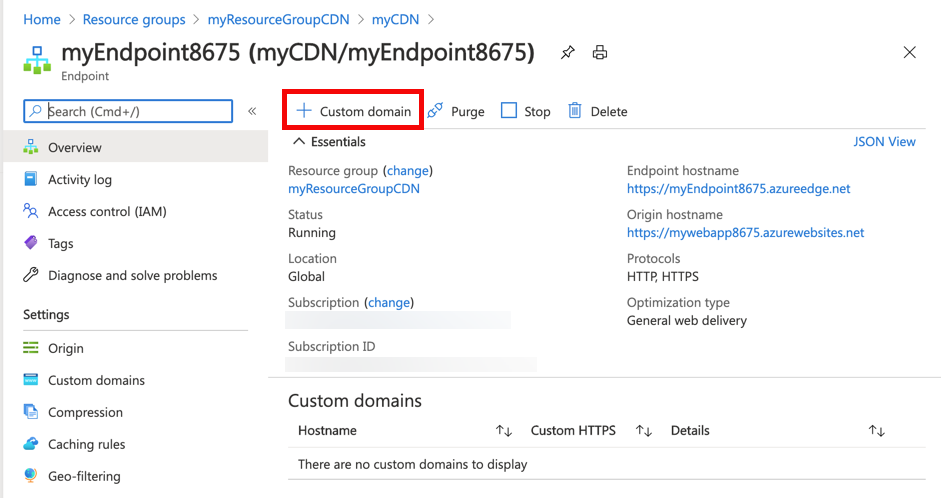 Home > Resource groups > myResourceGroupCDN > myCDN >
myEndpoint8675 (myCDN/myEndpoint8675)
Endpoint
Search (Cmd+/)
«
+ Custom domain Purge Stop Delete
Overview
Activity log
Access control (IAM)
Tags
Diagnose and solve problems
Settings
Origin
Custom domains
Compression
Caching rules
Geo-filtering
Essentials JSON View
Resource group (change)
myResourceGroupCDN
Status
Running
Location
Global
Subscription (change)
Subscription ID
Endpoint hostname
https://myEndpoint8675.azureedge.net
Origin hostname
https://mywebapp8675.azurewebsites.net
Protocols
HTTP, HTTPS
Optimization type
General web delivery
Custom domains
Hostname Custom HTTPS Details
There are no custom domains to display